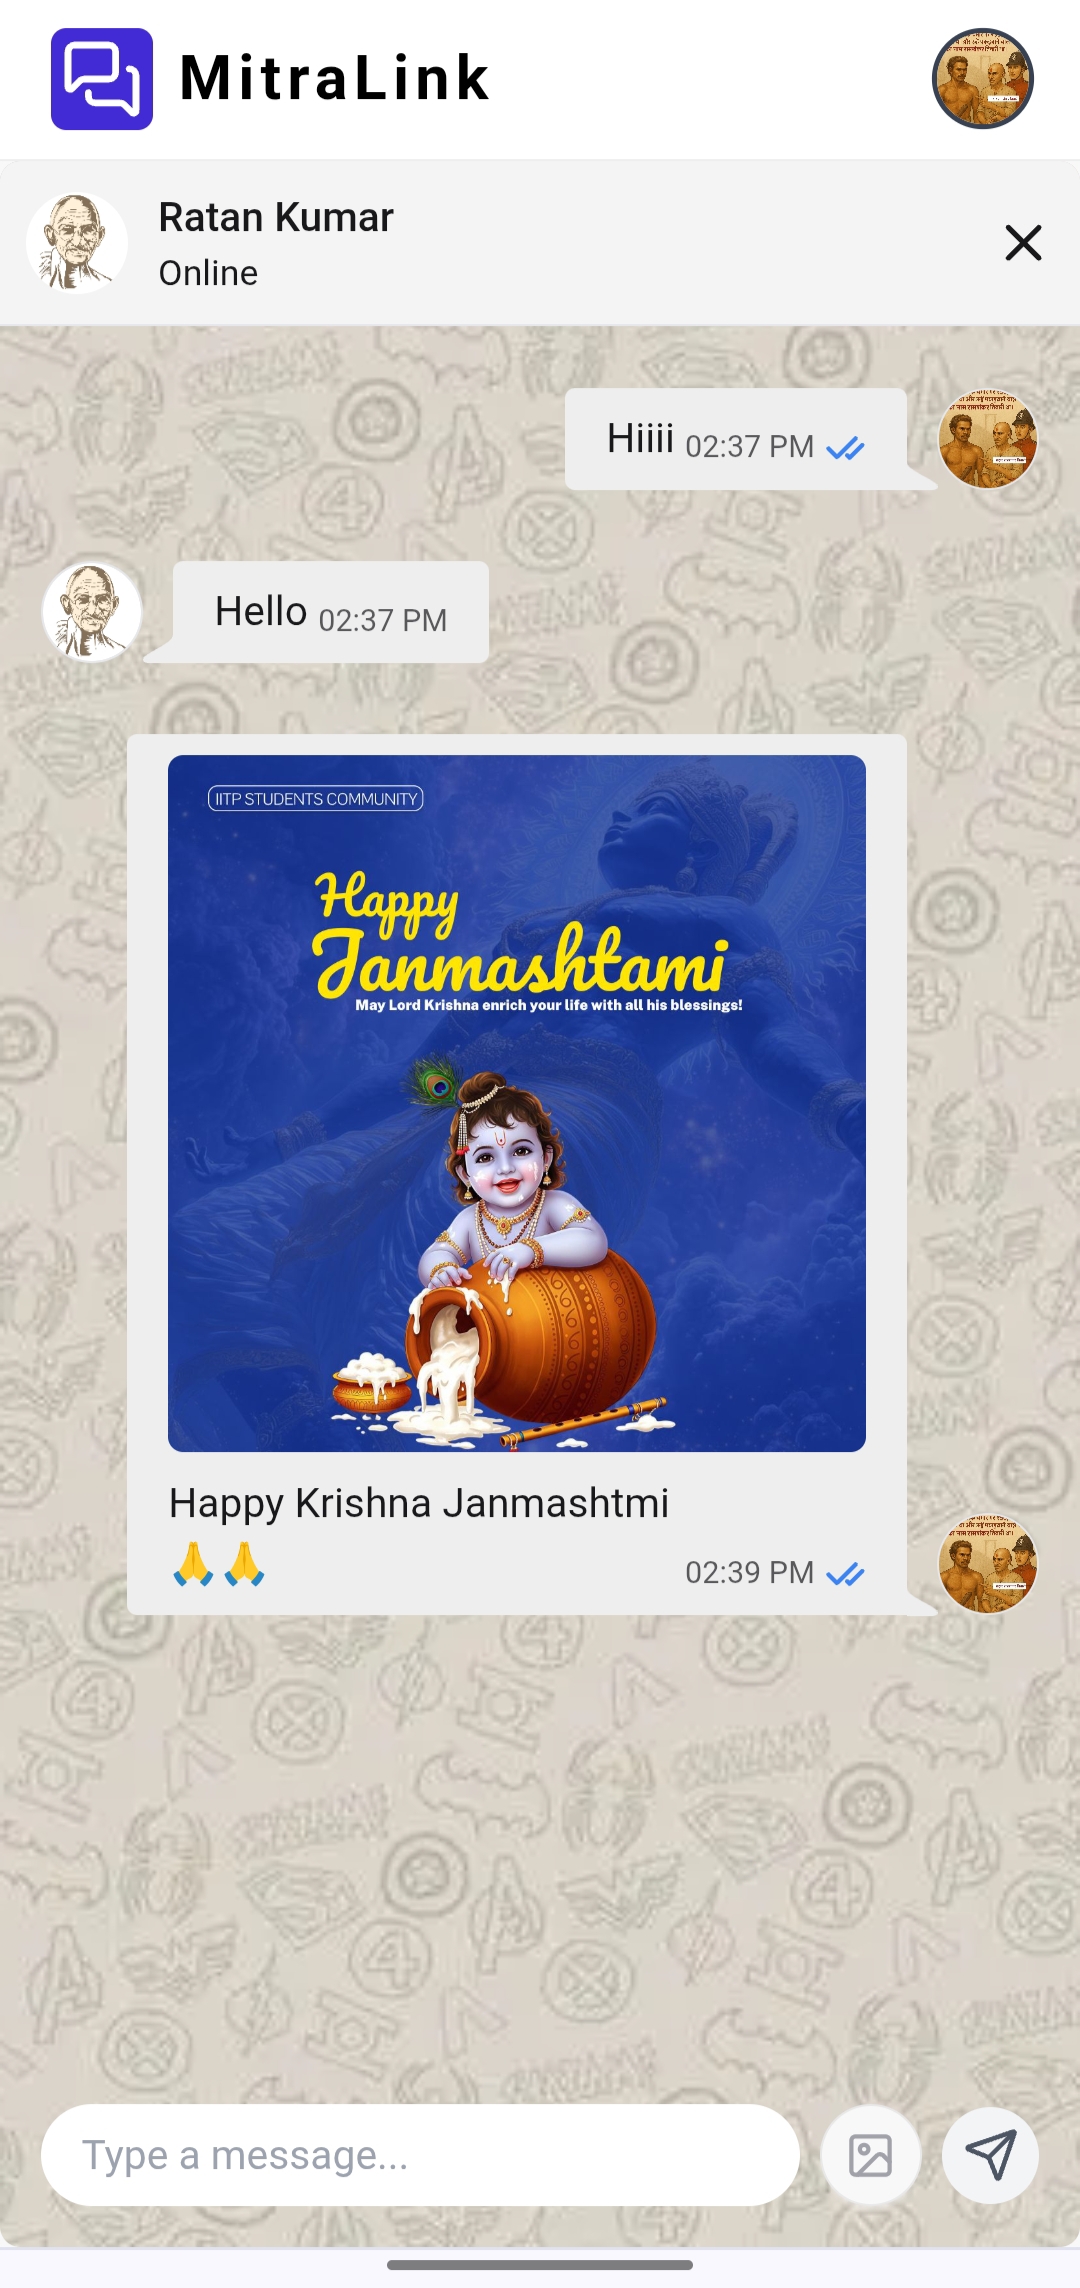 MitraLink
Ratan Kumar
Online
Hiiii 02:37 PM
Hello 02:37 PM
IITP STUDENTS COMMUNITY
Happy
Janmashtami
May Lord Krishna enrich your life with all his blessings!
Happy Krishna Janmashtmi
🙏🙏 02:39 PM
Type a message...